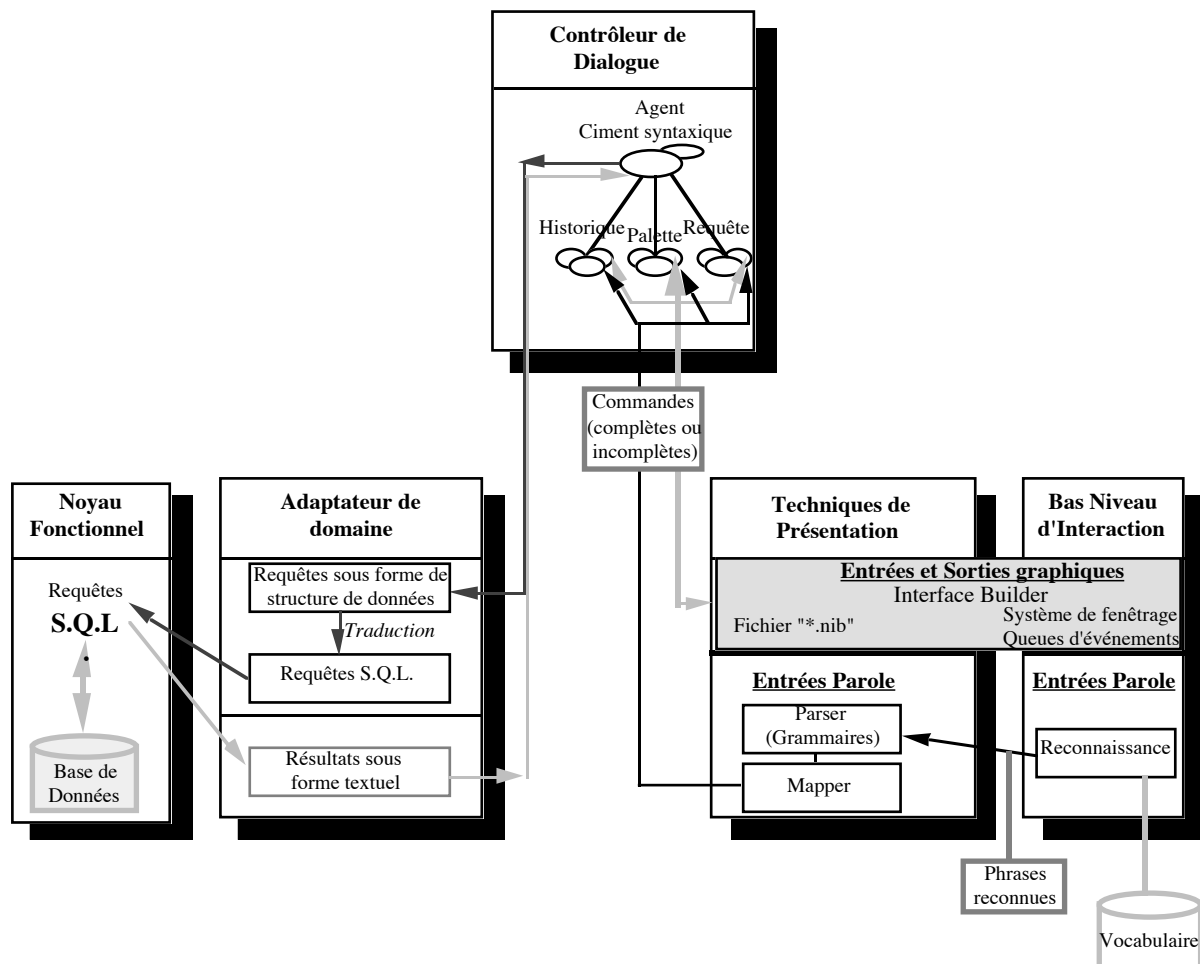 Contrôleur de
Dialogue
Agent
Ciment syntaxique
Historique
Palette
Requête
Commandes
(complètes ou
incomplètes)
Noyau
Fonctionnel
Requêtes
S.Q.L
Base de
Données
Adaptateur de
domaine
Requêtes sous forme de
structure de données
Traduction
Requêtes S.Q.L.
Résultats sous
forme textuel
Techniques de
Présentation
Bas Niveau
d'Interaction
Entrées et Sorties graphiques
Interface Builder
Fichier "*.nib"
Système de fenêtrage
Queues d'événements
Entrées Parole
Parser
(Grammaires)
Mapper
Entrées Parole
Reconnaissance
Phrases
reconnues
Vocabulaire